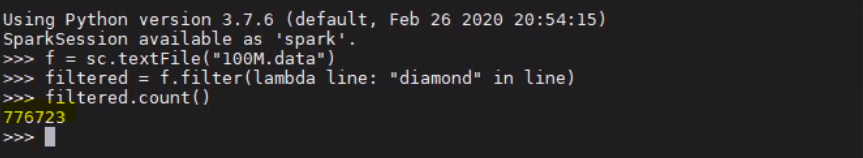 Using Python version 3.7.6 (default, Feb 26 2020 20:54:15)
SparkSession available as 'spark'.
>>> f = sc.textFile("100M.data")
>>> filtered = f.filter(lambda line: "diamond" in line)
>>> filtered.count()
776723
>>>